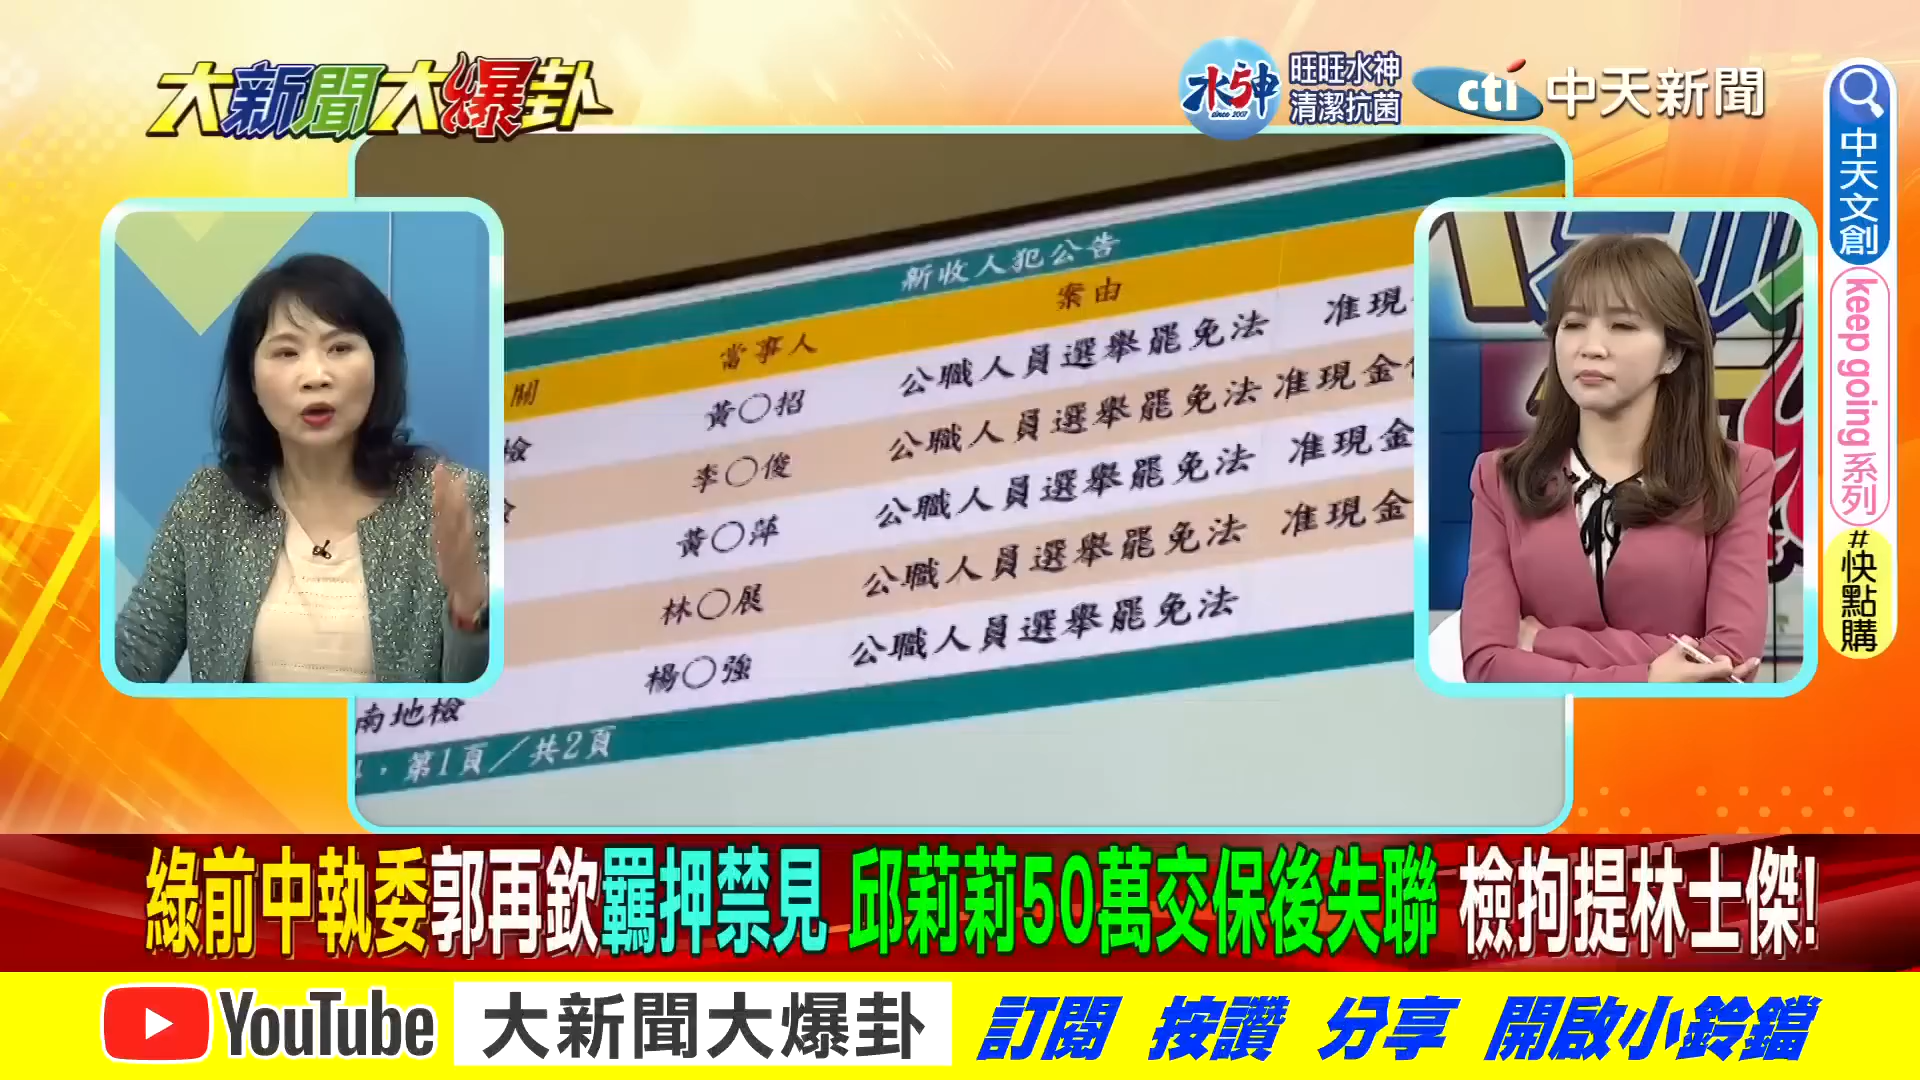 大新聞大爆卦
水神
since 2007
旺旺水神
清潔抗菌
cti 中天新聞
中天文創
keep going系列
#快點購
新收人犯公告
關 當事人 案由
檢 黃○招 公職人員選舉罷免法 准現
李○俊 公職人員選舉罷免法 准現金
黃○萍 公職人員選舉罷免法 准現金
林○展 公職人員選舉罷免法 准現金
南地檢 楊○強 公職人員選舉罷免法
，第1頁／共2頁
綠前中執委郭再欽羈押禁見 邱莉莉50萬交保後失聯 檢拘提林士傑!
YouTube 大新聞大爆卦 訂閱 按讚 分享 開啟小鈴鐺